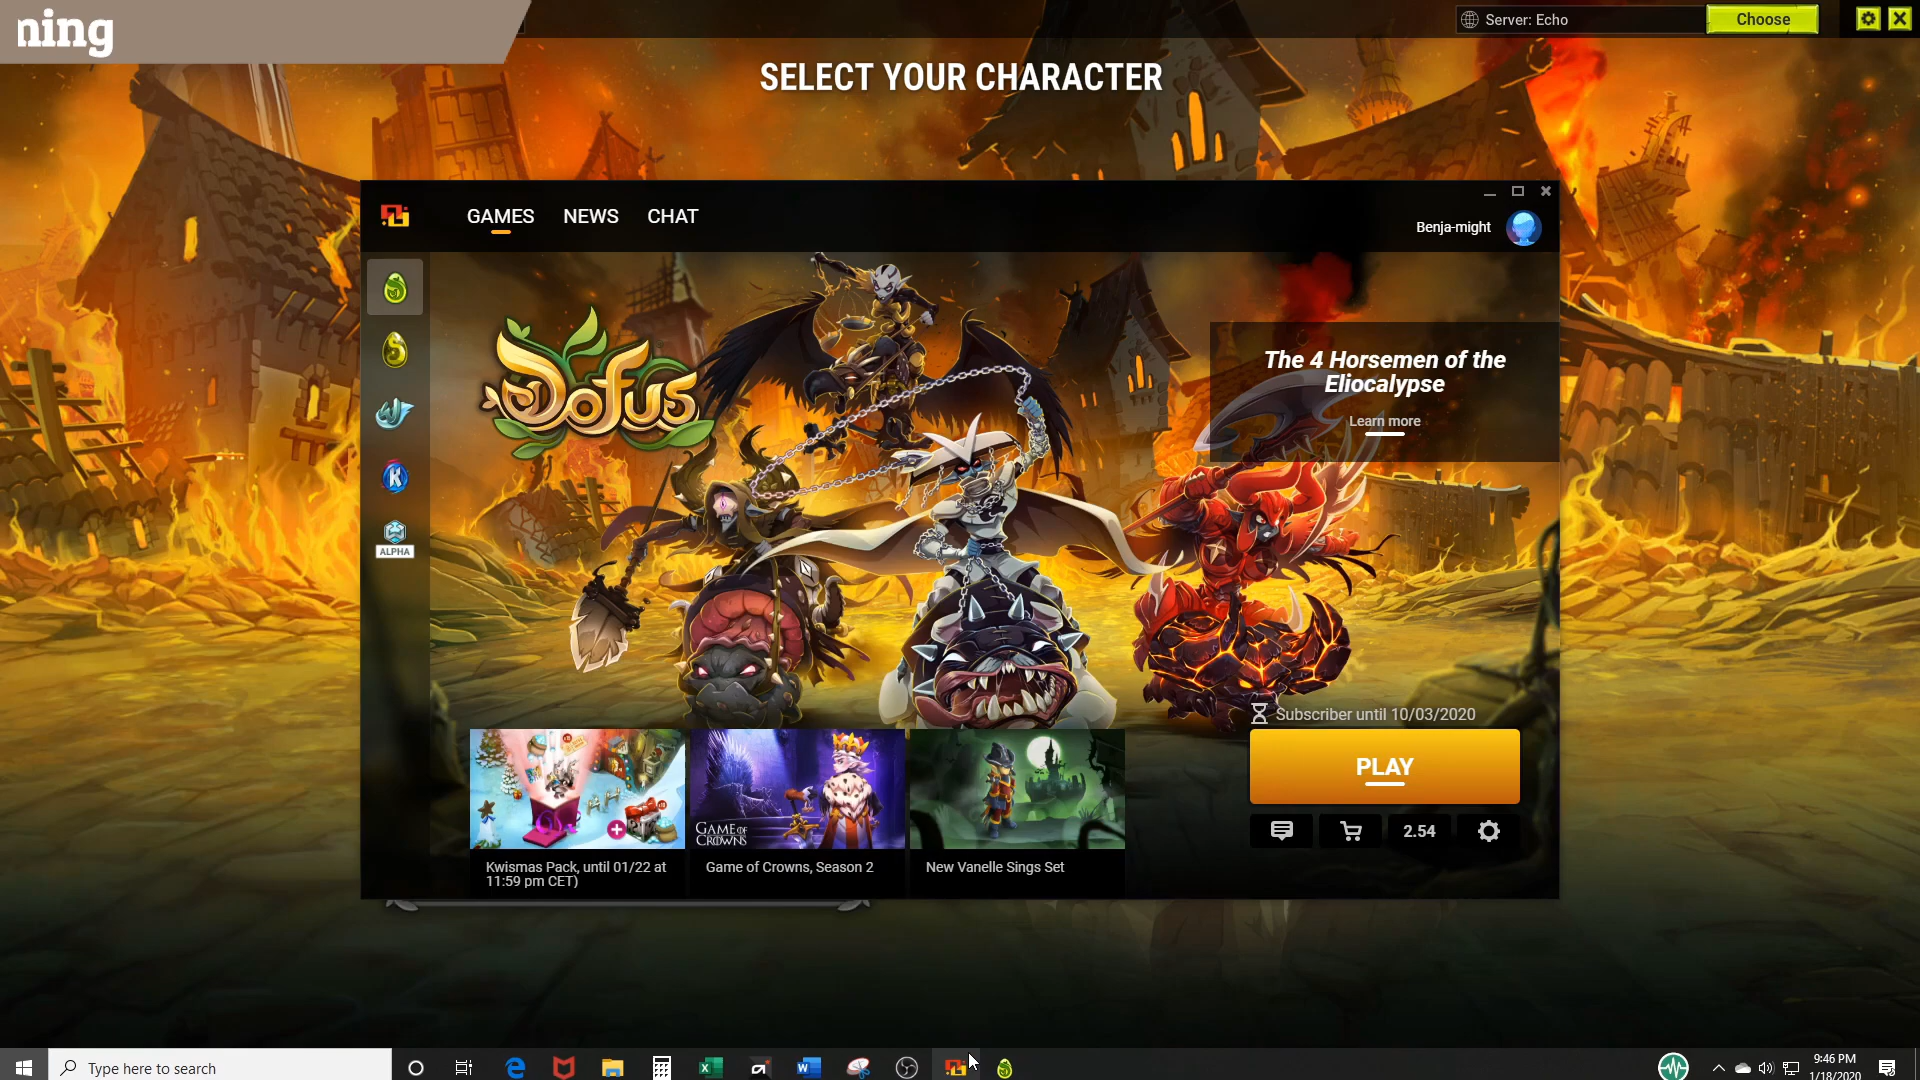 ning
Server: Echo
Choose
SELECT YOUR CHARACTER
GAMES NEWS CHAT
Benja-might
DOFUS
The 4 Horsemen of the
Eliocalypse
Learn more
K
ALPHA
Subscriber until 10/03/2020
PLAY
2.54
GAME OF
CROWNS
Kwismas Pack, until 01/22 at
11:59 pm CET)
Game of Crowns, Season 2
New Vanelle Sings Set
Type here to search
9:46 PM
1/18/2020